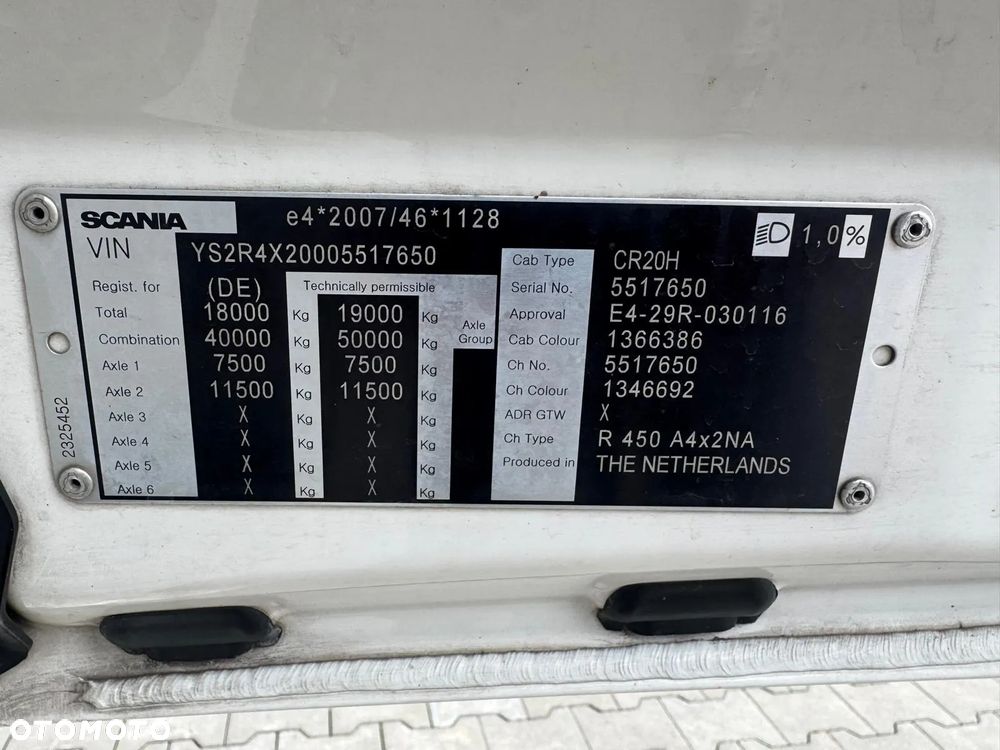 SCANIA e4*2007/46*1128 1,0%
VIN YS2R4X20005517650
Regist. for (DE) Technically permissible
Total 18000 Kg 19000 Kg Axle Group
Combination 40000 Kg 50000 Kg
Axle 1 7500 Kg 7500 Kg
Axle 2 11500 Kg 11500 Kg
Axle 3 X Kg X Kg
Axle 4 X Kg X Kg
Axle 5 X Kg X Kg
Axle 6 X Kg X Kg
Cab Type CR20H
Serial No. 5517650
Approval E4-29R-030116
Cab Colour 1366386
Ch No. 5517650
Ch Colour 1346692
ADR GTW X
Ch Type R 450 A4x2NA
Produced in THE NETHERLANDS
2325452
OTOMOTO